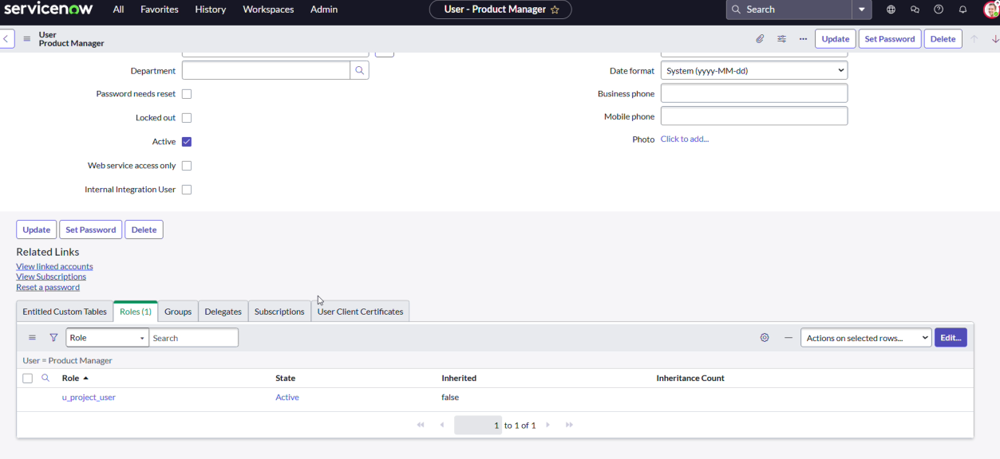 servicenow All Favorites History Workspaces Admin User - Product Manager Search
User
Product Manager
Update Set Password Delete
Department
Date format System (yyyy-MM-dd)
Password needs reset
Business phone
Locked out
Mobile phone
Active
Photo Click to add...
Web service access only
Internal Integration User
Update Set Password Delete
Related Links
View linked accounts
View Subscriptions
Reset a password
Entitled Custom Tables Roles (1) Groups Delegates Subscriptions User Client Certificates
Role Search Actions on selected rows... Edit...
User = Product Manager
Role State Inherited Inheritance Count
u_project_user Active false
1 to 1 of 1